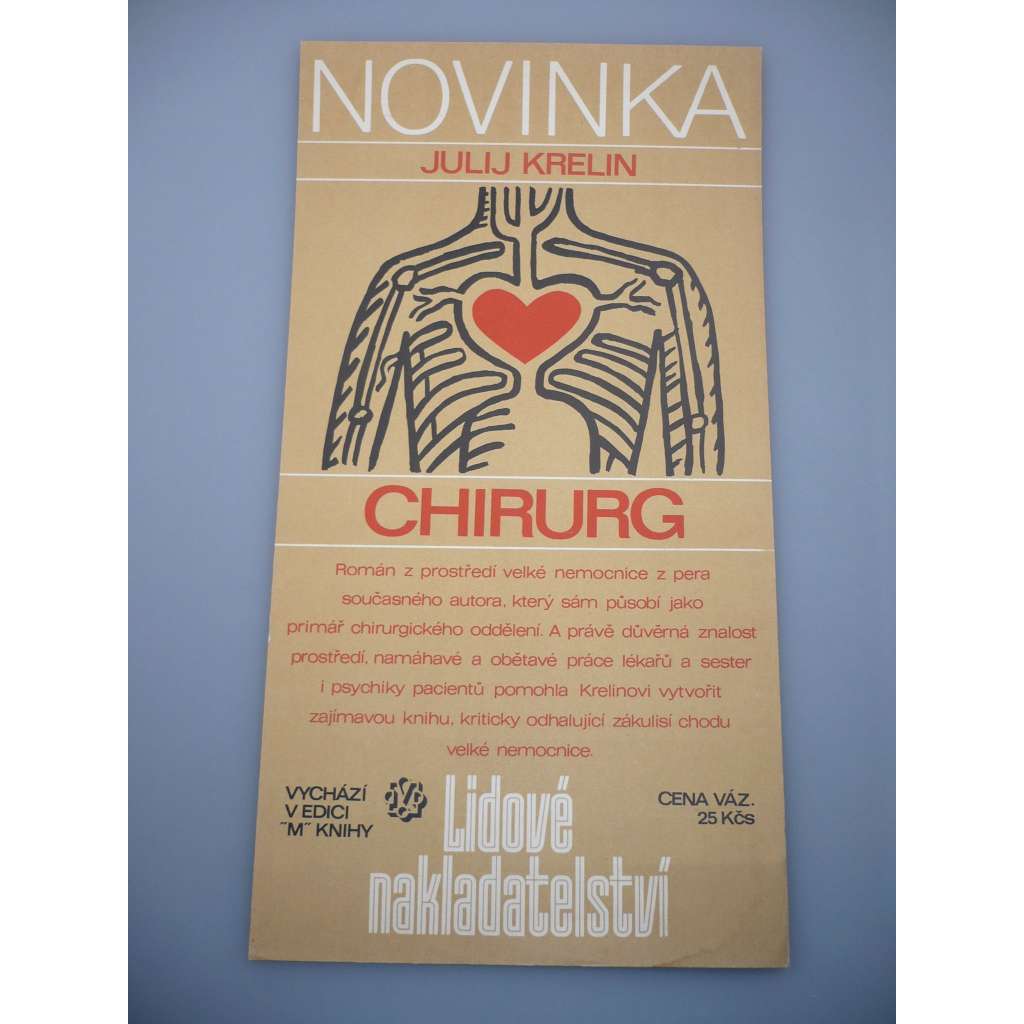 NOVINKA
JULIJ KRELIN
CHIRURG
Román z prostředí velké nemocnice z pera
současného autora, který sám působí jako
primář chirurgického oddělení. A právě důvěrná znalost
prostředí, namáhavé a obětavé práce lékařů a sester
i psychiky pacientů pomohla Krelinovi vytvořit
zajímavou knihu, kriticky odhalující zákulisí chodu
velké nemocnice.
VYCHÁZÍ
V EDICI
"M" KNIHY
Lidové
nakladatelství
CENA VÁZ.
25 Kčs